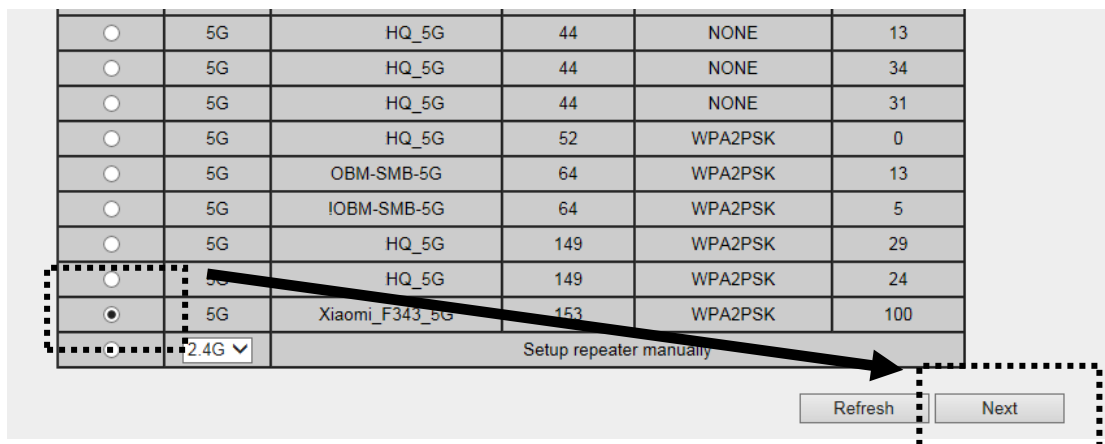 5G HQ_5G 44 NONE 13
5G HQ_5G 44 NONE 34
5G HQ_5G 44 NONE 31
5G HQ_5G 52 WPA2PSK 0
5G OBM-SMB-5G 64 WPA2PSK 13
5G !OBM-SMB-5G 64 WPA2PSK 5
5G HQ_5G 149 WPA2PSK 29
5G HQ_5G 149 WPA2PSK 24
5G Xiaomi_F343_5G 153 WPA2PSK 100
2.4G Setup repeater manually
Refresh Next